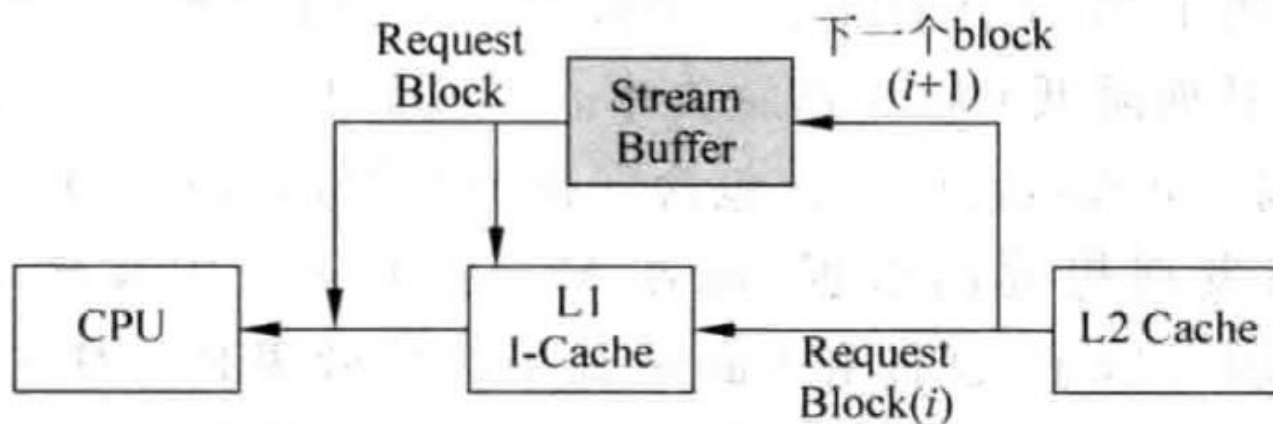 Request
Block
Stream
Buffer
下一个block
(i+1)
CPU
L1
I-Cache
Request
Block(i)
L2 Cache